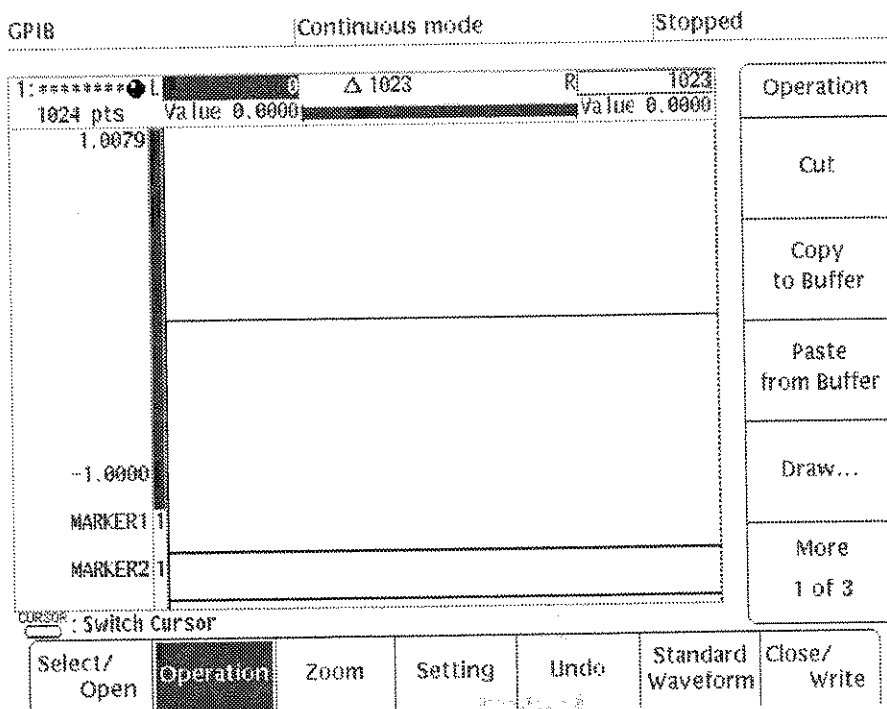 GPIB Continuous mode Stopped
1:******** L 0 Δ 1023 R 1023
1024 pts Value 0.0000 Value 0.0000
1.0079
-1.0000
MARKER1 1
MARKER2 1
CURSOR : Switch Cursor
Operation
Cut
Copy
to Buffer
Paste
from Buffer
Draw...
More
1 of 3
Select/
Open
Operation
Zoom
Setting
Undo
Standard
Waveform
Close/
Write